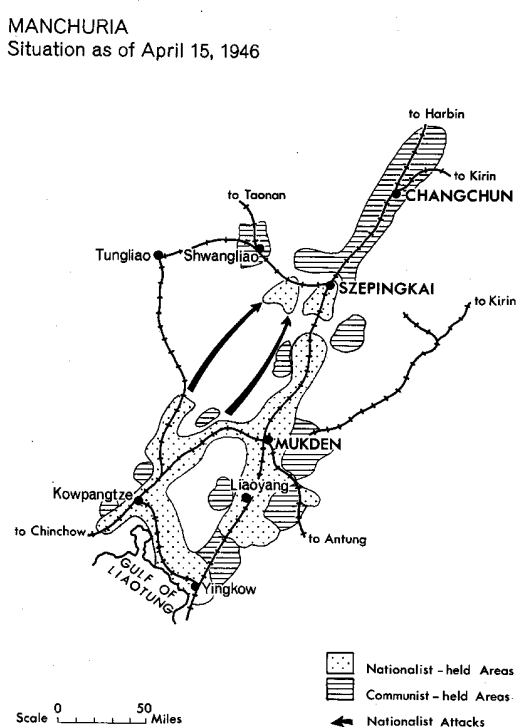 MANCHURIA
Situation as of April 15, 1946
to Harbin
to Kirin
CHANGCHUN
to Taonan
Tungliao
Shwangliao
SZEPINGKAI
to Kirin
MUKDEN
Liaoyang
Kowpangtze
to Chinchow
to Antung
GULF OF
LIAOTUNG
Yingkow
Nationalist-held Areas
Communist-held Areas
Nationalist Attacks
Scale 0 50 Miles